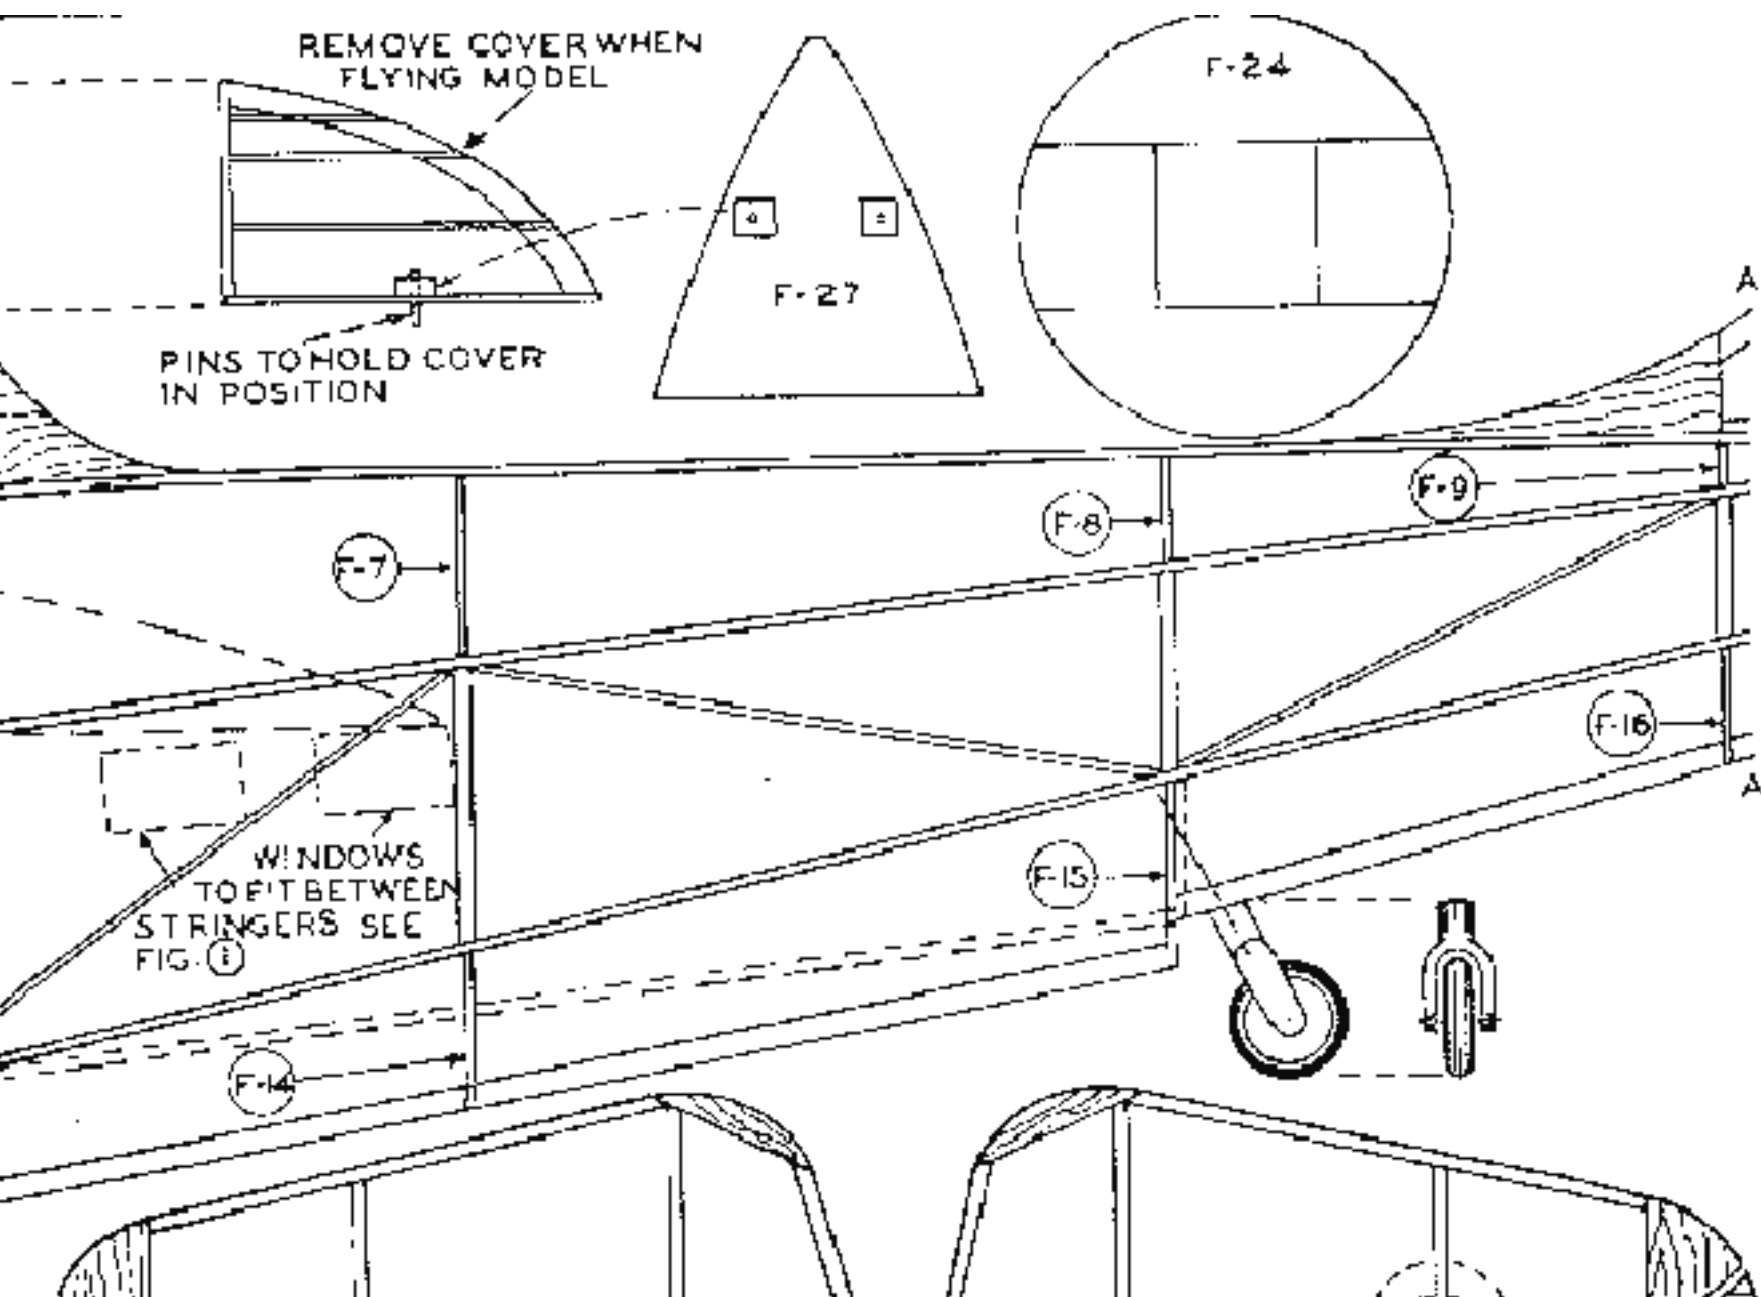 REMOVE COVER WHEN
FLYING MODEL
F-24
F-27
A
PINS TO HOLD COVER
IN POSITION
F-9
F-8
F-7
F-16
A
WINDOWS
TO FIT BETWEEN
STRINGERS SEE
FIG.
F-15
F-14